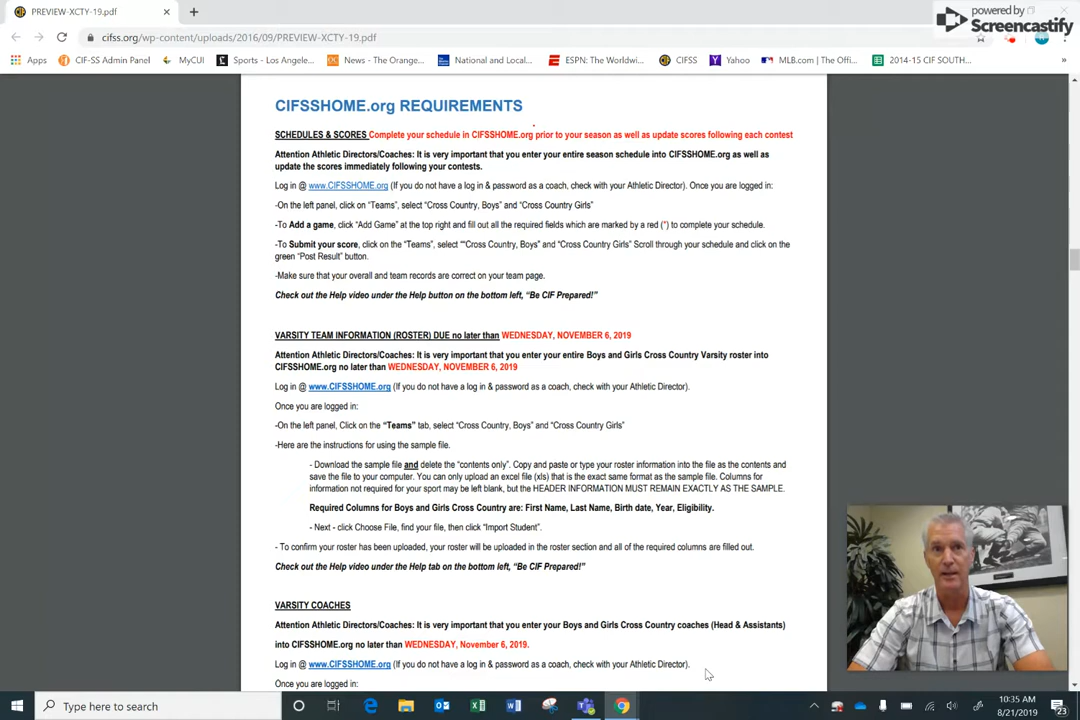 PREVIEW-XCTY-19.pdf
powered by
Screencastify
cifss.org/wp-content/uploads/2016/09/PREVIEW-XCTY-19.pdf
Apps CIF-SS Admin Panel MyCUI Sports - Los Angele... News - The Orange... National and Local... ESPN: The Worldwi... CIFSS Yahoo MLB.com | The Offi... 2014-15 CIF SOUTH... »
CIFSSHOME.org REQUIREMENTS
SCHEDULES & SCORES Complete your schedule in CIFSSHOME.org prior to your season as well as update scores following each contest
Attention Athletic Directors/Coaches: It is very important that you enter your entire season schedule into CIFSSHOME.org as well as
update the scores immediately following your contests.
Log in @ www.CIFSSHOME.org (If you do not have a log in & password as a coach, check with your Athletic Director). Once you are logged in:
-On the left panel, click on "Teams", select "Cross Country, Boys" and "Cross Country Girls"
-To Add a game, click "Add Game" at the top right and fill out all the required fields which are marked by a red (*) to complete your schedule.
-To Submit your score, click on the "Teams", select ""Cross Country, Boys" and "Cross Country Girls" Scroll through your schedule and click on the
green "Post Result" button.
-Make sure that your overall and team records are correct on your team page.
Check out the Help video under the Help button on the bottom left, "Be CIF Prepared!"
VARSITY TEAM INFORMATION (ROSTER) DUE no later than WEDNESDAY, NOVEMBER 6, 2019
Attention Athletic Directors/Coaches: It is very important that you enter your entire Boys and Girls Cross Country Varsity roster into
CIFSSHOME.org no later than WEDNESDAY, NOVEMBER 6, 2019
Log in @ www.CIFSSHOME.org (If you do not have a log in & password as a coach, check with your Athletic Director).
Once you are logged in:
-On the left panel, Click on the "Teams" tab, select "Cross Country, Boys" and "Cross Country Girls"
-Here are the instructions for using the sample file.
- Download the sample file and delete the "contents only". Copy and paste or type your roster information into the file as the contents and
save the file to your computer. You can only upload an excel file (xls) that is the exact same format as the sample file. Columns for
information not required for your sport may be left blank, but the HEADER INFORMATION MUST REMAIN EXACTLY AS THE SAMPLE.
Required Columns for Boys and Girls Cross Country are: First Name, Last Name, Birth date, Year, Eligibility.
- Next - click Choose File, find your file, then click "Import Student".
- To confirm your roster has been uploaded, your roster will be uploaded in the roster section and all of the required columns are filled out.
Check out the Help video under the Help tab on the bottom left, "Be CIF Prepared!"
VARSITY COACHES
Attention Athletic Directors/Coaches: It is very important that you enter your Boys and Girls Cross Country coaches (Head & Assistants)
into CIFSSHOME.org no later than WEDNESDAY, November 6, 2019.
Log in @ www.CIFSSHOME.org (If you do not have a log in & password as a coach, check with your Athletic Director).
Once you are logged in:
Type here to search
10:35 AM
8/21/2019
23